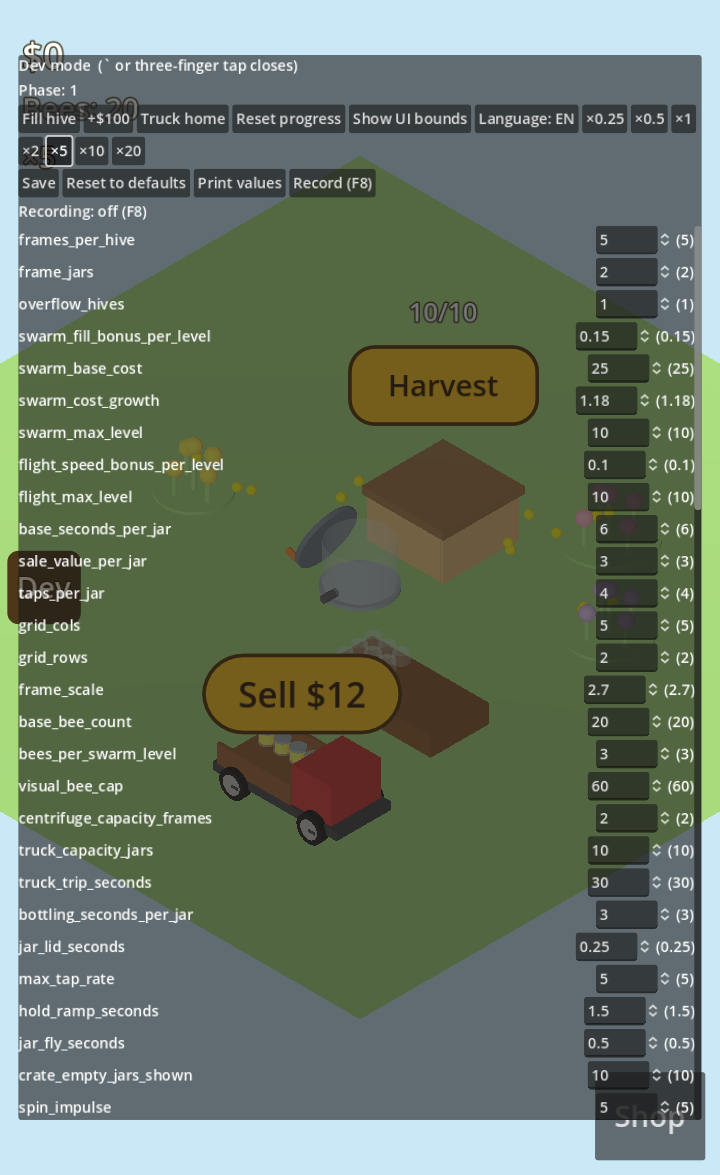 $0
Dev mode (` or three-finger tap closes)
Phase: 1
Bees: 20
Fill hive +$100 Truck home Reset progress Show UI bounds Language: EN ×0.25 ×0.5 ×1
×2 ×5 ×10 ×20
Save Reset to defaults Print values Record (F8)
Recording: off (F8)
frames_per_hive 5 (5)
frame_jars 2 (2)
overflow_hives 1 (1)
10/10
swarm_fill_bonus_per_level 0.15 (0.15)
swarm_base_cost 25 (25)
Harvest
swarm_cost_growth 1.18 (1.18)
swarm_max_level 10 (10)
flight_speed_bonus_per_level 0.1 (0.1)
flight_max_level 10 (10)
base_seconds_per_jar 6 (6)
sale_value_per_jar 3 (3)
Dev
taps_per_jar 4 (4)
grid_cols 5 (5)
grid_rows 2 (2)
frame_scale 2.7 (2.7)
Sell $12
base_bee_count 20 (20)
bees_per_swarm_level 3 (3)
visual_bee_cap 60 (60)
centrifuge_capacity_frames 2 (2)
truck_capacity_jars 10 (10)
truck_trip_seconds 30 (30)
bottling_seconds_per_jar 3 (3)
jar_lid_seconds 0.25 (0.25)
max_tap_rate 5 (5)
hold_ramp_seconds 1.5 (1.5)
jar_fly_seconds 0.5 (0.5)
crate_empty_jars_shown 10 (10)
spin_impulse 5 (5)
Shop